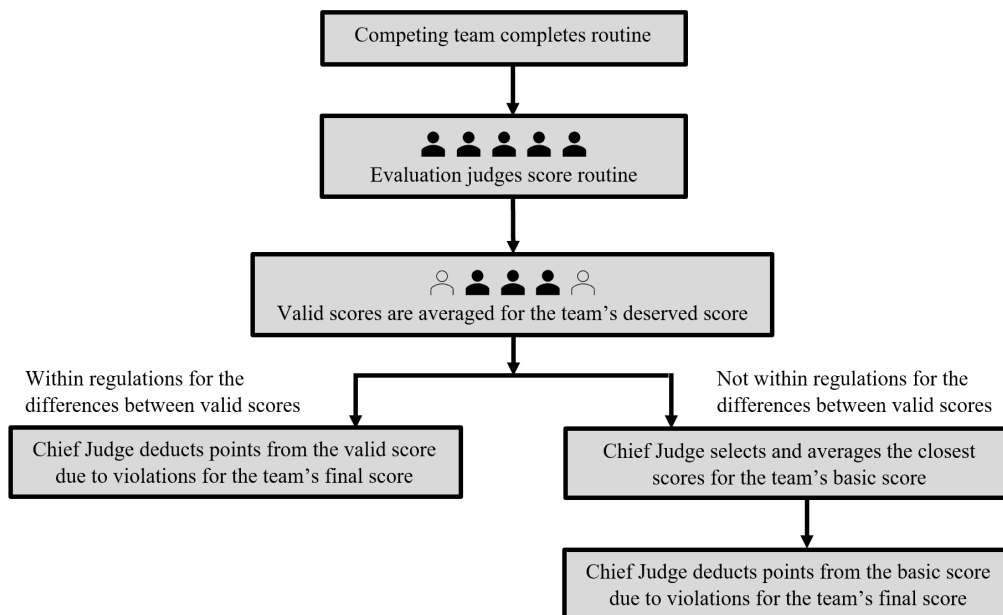 Competing team completes routine
Evaluation judges score routine
Valid scores are averaged for the team’s deserved score
Within regulations for the
differences between valid scores
Not within regulations for the
differences between valid scores
Chief Judge deducts points from the valid score
due to violations for the team’s final score
Chief Judge selects and averages the closest
scores for the team’s basic score
Chief Judge deducts points from the basic score
due to violations for the team’s final score